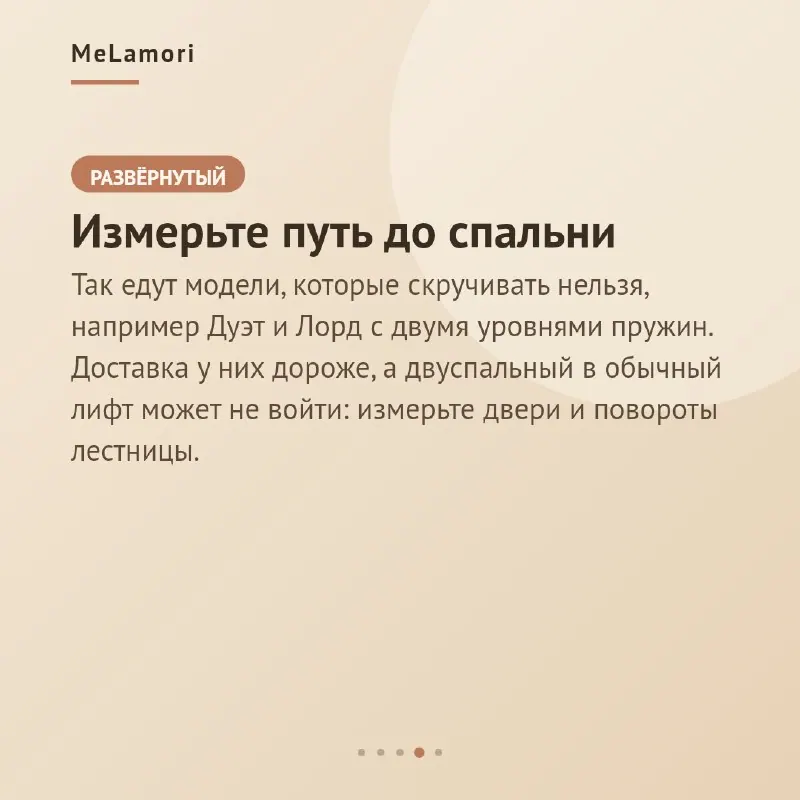 MeLamori
РАЗВЁРНУТЫЙ
Измерьте путь до спальни
Так едут модели, которые скручивать нельзя,
например Дуэт и Лорд с двумя уровнями пружин.
Доставка у них дороже, а двуспальный в обычный
лифт может не войти: измерьте двери и повороты
лестницы.